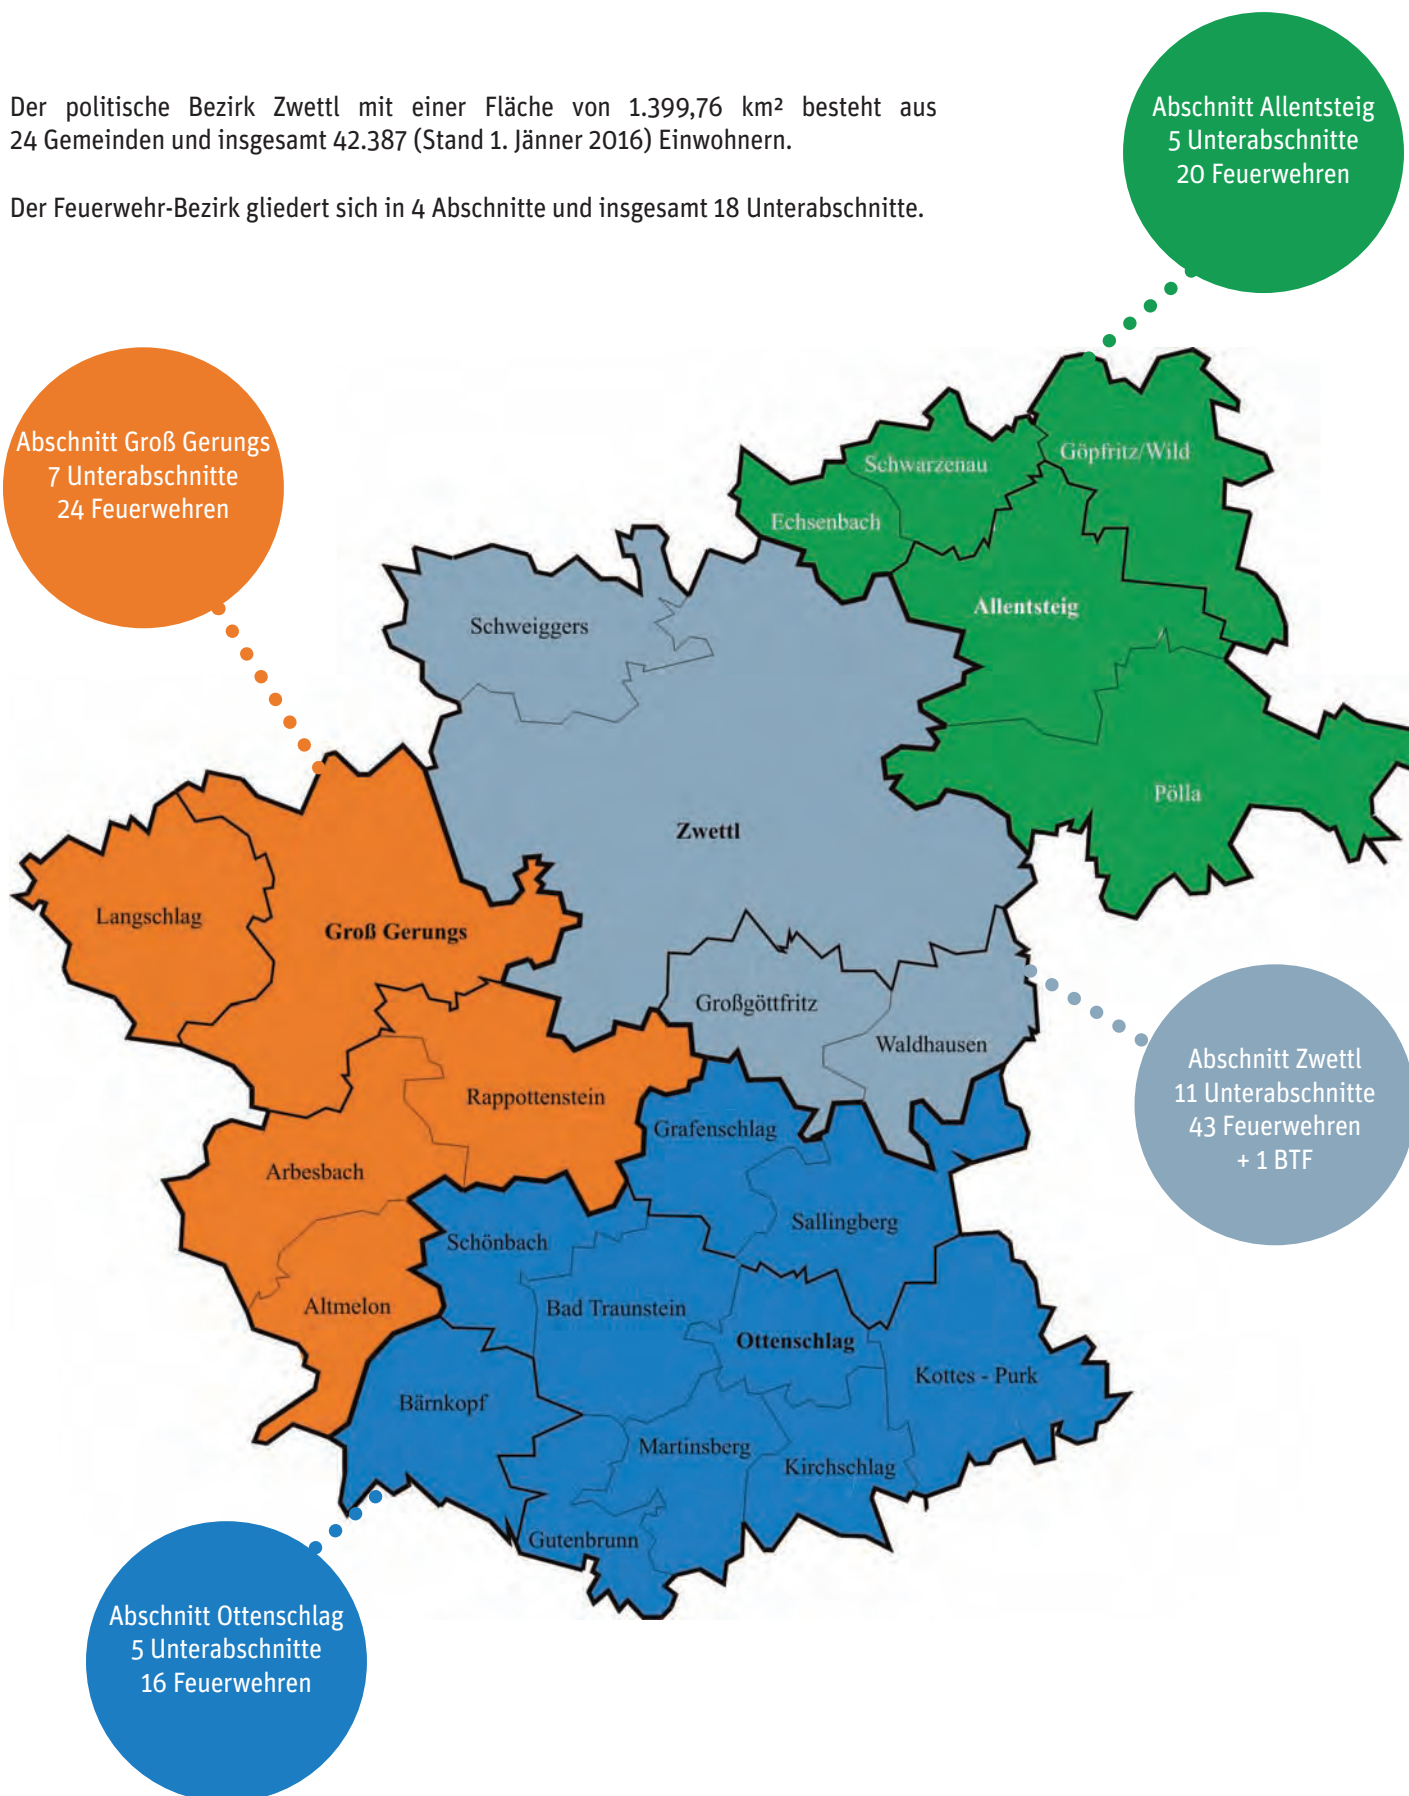 Der politische Bezirk Zwettl mit einer Fläche von 1.399,76 km² besteht aus
24 Gemeinden und insgesamt 42.387 (Stand 1. Jänner 2016) Einwohnern.
Der Feuerwehr-Bezirk gliedert sich in 4 Abschnitte und insgesamt 18 Unterabschnitte.
Abschnitt Allentsteig
5 Unterabschnitte
20 Feuerwehren
Abschnitt Groß Gerungs
7 Unterabschnitte
24 Feuerwehren
Göpfritz/Wild
Schwarzenau
Echsenbach
Allentsteig
Schweiggers
Pölla
Zwettl
Langschlag
Groß Gerungs
Großgöttfritz
Waldhausen
Rappottenstein
Grafenschlag
Arbesbach
Sallingberg
Schönbach
Altmelon
Bad Traunstein
Ottenschlag
Kottes - Purk
Bärnkopf
Martinsberg
Kirchschlag
Gutenbrunn
Abschnitt Zwettl
11 Unterabschnitte
43 Feuerwehren
+ 1 BTF
Abschnitt Ottenschlag
5 Unterabschnitte
16 Feuerwehren